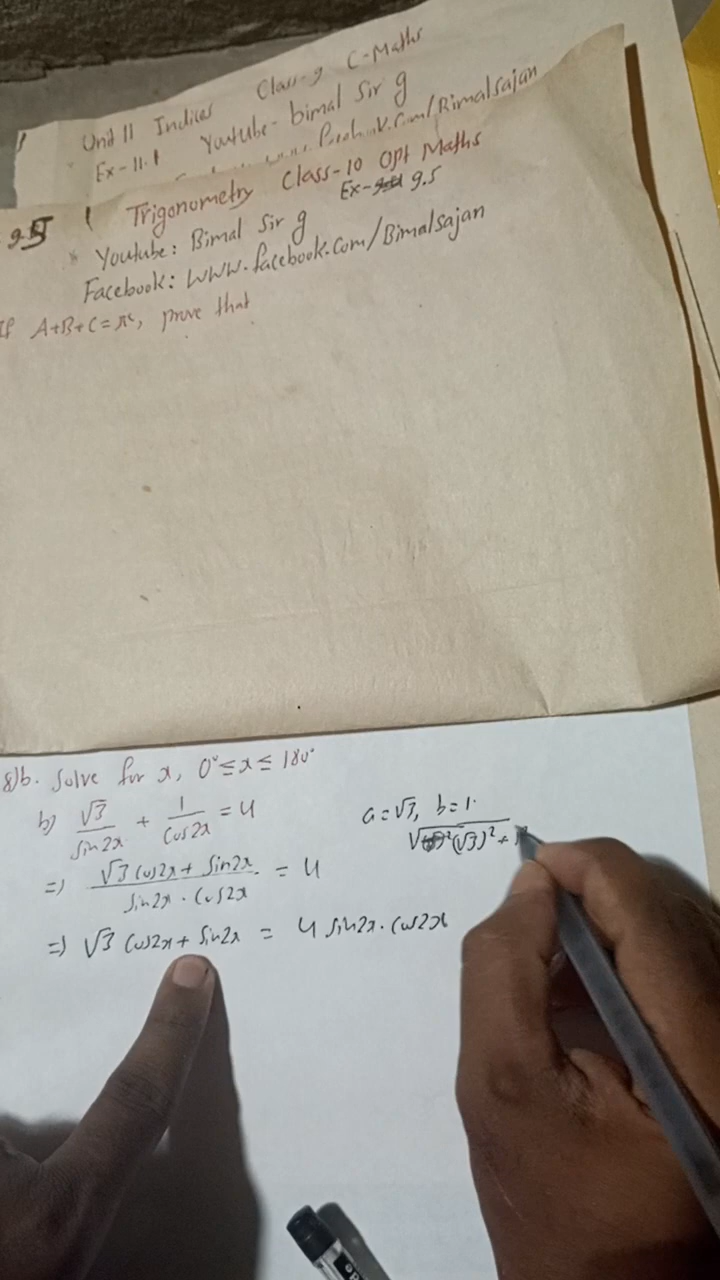 Unit 11 Indices Class-9 C-Maths
Ex-11.1 Youtube- bimal Sir g
9.5 Trigonometry Class-10 Opt Maths
Ex- 9.5
Youtube: Bimal Sir g
Facebook: WWW.facebook.com/Bimalsajan
If A+B+C=πᶜ, prove that
8)b. Solve for x, 0°≤x≤180°
b) √3/sin2x + 1/cos2x = 4
a=√3, b=1.
√(√3)²+
=) √3 cos2x + sin2x / sin2x . cos2x = 4
=) √3 cos2x + sin2x = 4 sin2x . cos2x